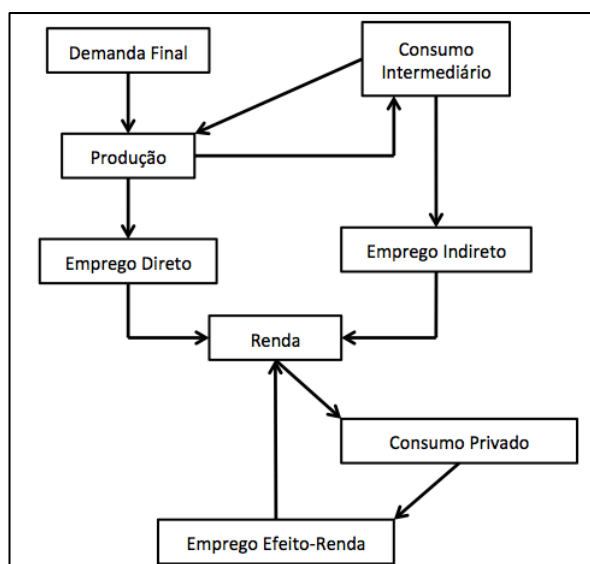 Demanda Final
Consumo
Intermediário
Produção
Emprego Direto
Emprego Indireto
Renda
Consumo Privado
Emprego Efeito-Renda